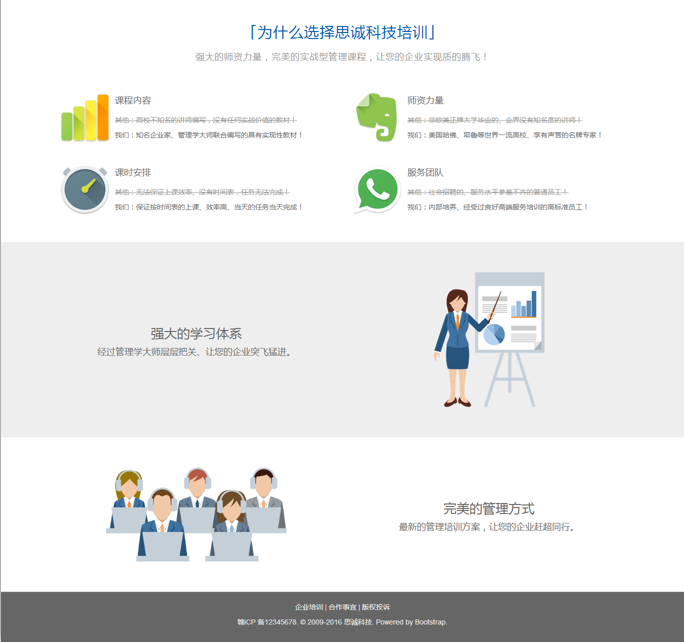 「为什么选择思诚科技培训」
强大的师资力量，完美的实战型管理课程，让您的企业实现质的腾飞！
课程内容
其他：高校不知名的讲师编写，没有任何实战价值的教材！
我们：知名企业家、管理学大师联合编写的具有实现性教材！
师资力量
其他：非欧美正牌大学毕业的、业界没有知名度的讲师！
我们：美国哈佛、耶鲁等世界一流高校、享有声誉的名牌专家！
课时安排
其他：无法保证上课效率、没有时间表，任务无法完成！
我们：保证按时间表的上课、效率高、当天的任务当天完成！
服务团队
其他：社会招聘的、服务水平参差不齐的普通员工！
我们：内部培养、经受过良好高端服务培训的高标准员工！
强大的学习体系
经过管理学大师层层把关、让您的企业突飞猛进。
完美的管理方式
最新的管理培训方案，让您的企业赶超同行。
企业培训 | 合作事宜 | 版权投诉
赣ICP 备12345678. © 2009-2016 思诚科技. Powered by Bootstrap.